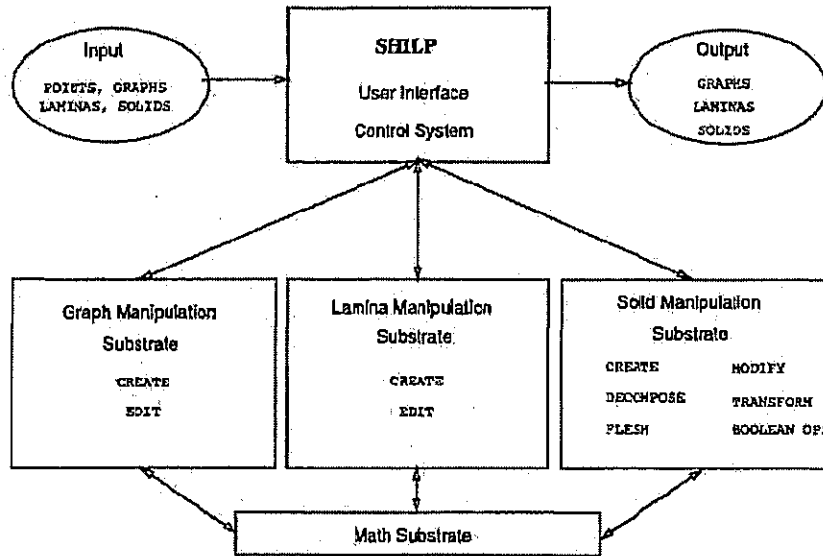 Input
POIETS, GRAPHS
LAMINAS, SOLIDS
SHILP
User Interface
Control System
Output
GRAPHS
LAMINAS
SOLIDS
Graph Manipulation
Substrate
CREATE
EDIT
Lamina Manipulation
Substrate
CREATE
EDIT
Solid Manipulation
Substrate
CREATE MODIFY
DECOMPOSE TRANSFORM
FLESH BOOLEAN OP
Math Substrate